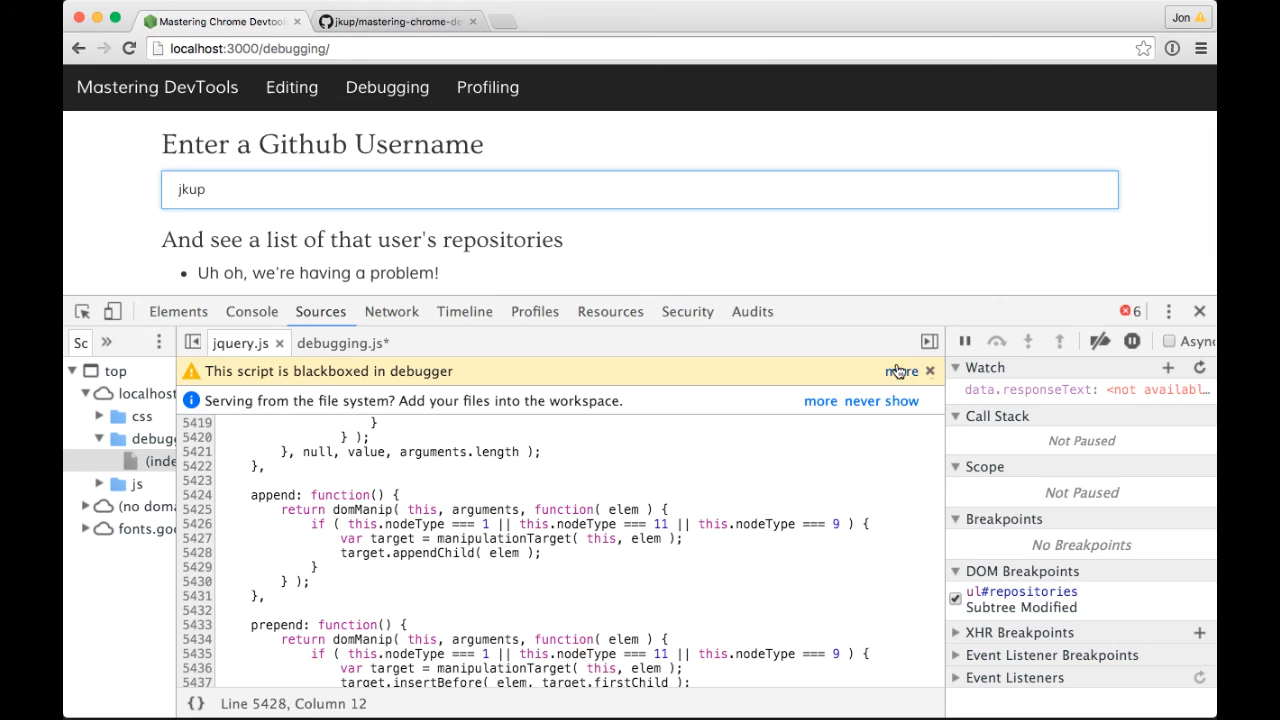 Mastering Chrome Devtools
jkup/mastering-chrome-de
Jon
localhost:3000/debugging/
Mastering DevTools Editing Debugging Profiling
Enter a Github Username
jkup
And see a list of that user's repositories
Uh oh, we're having a problem!
Elements Console Sources Network Timeline Profiles Resources Security Audits 6
Sc » jquery.js debugging.js* Async
This script is blackboxed in debugger more
Serving from the file system? Add your files into the workspace. more never show
top
localhost
css
debugg
(inde
js
(no doma
fonts.goo
5419 }
5420 } );
5421 }, null, value, arguments.length );
5422 },
5423
5424 append: function() {
5425 return domManip( this, arguments, function( elem ) {
5426 if ( this.nodeType === 1 || this.nodeType === 11 || this.nodeType === 9 ) {
5427 var target = manipulationTarget( this, elem );
5428 target.appendChild( elem );
5429 }
5430 } );
5431 },
5432
5433 prepend: function() {
5434 return domManip( this, arguments, function( elem ) {
5435 if ( this.nodeType === 1 || this.nodeType === 11 || this.nodeType === 9 ) {
5436 var target = manipulationTarget( this, elem );
5437 target.insertBefore( elem, target.firstChild );
{} Line 5428, Column 12
Watch
data.responseText: <not availabl…
Call Stack
Not Paused
Scope
Not Paused
Breakpoints
No Breakpoints
DOM Breakpoints
ul#repositories
Subtree Modified
XHR Breakpoints
Event Listener Breakpoints
Event Listeners